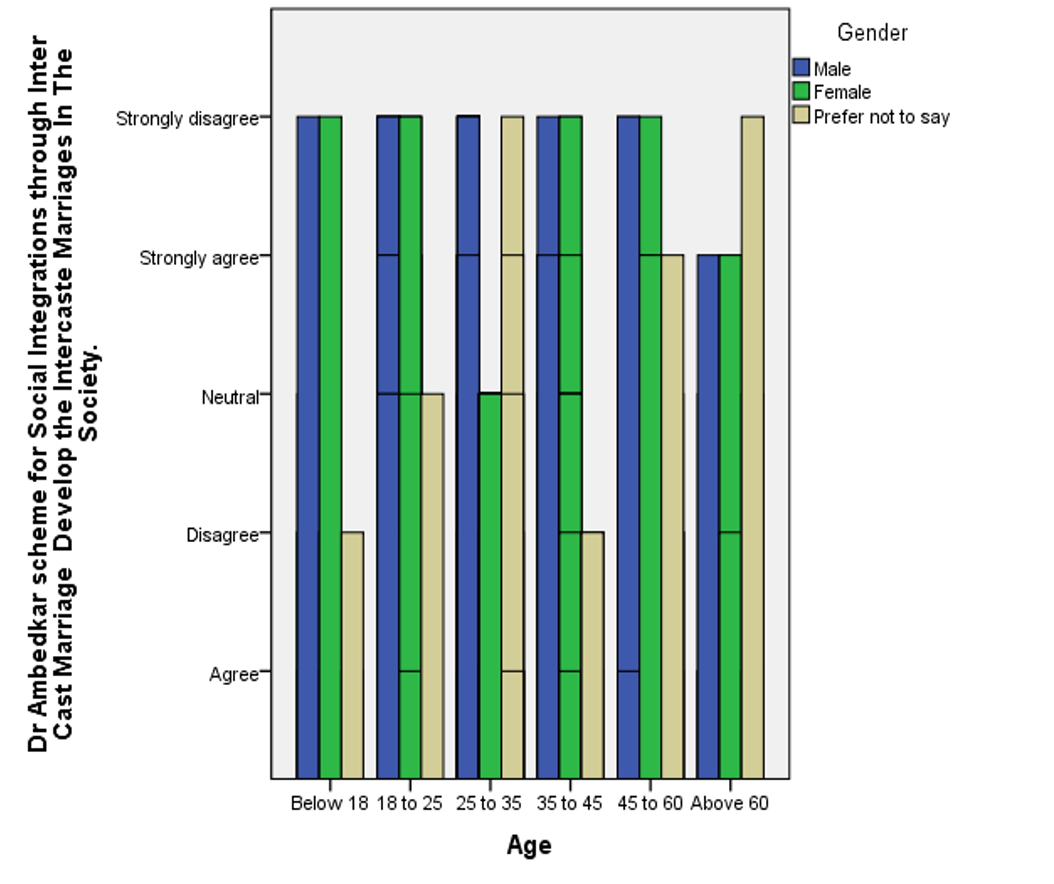 Dr Ambedkar scheme for Social Integrations through Inter
Cast Marriage Develop the Intercaste Marriages In The
Society.
Strongly disagree
Strongly agree
Neutral
Disagree
Agree
Below 18
18 to 25
25 to 35
35 to 45
45 to 60
Above 60
Age
Gender
Male
Female
Prefer not to say